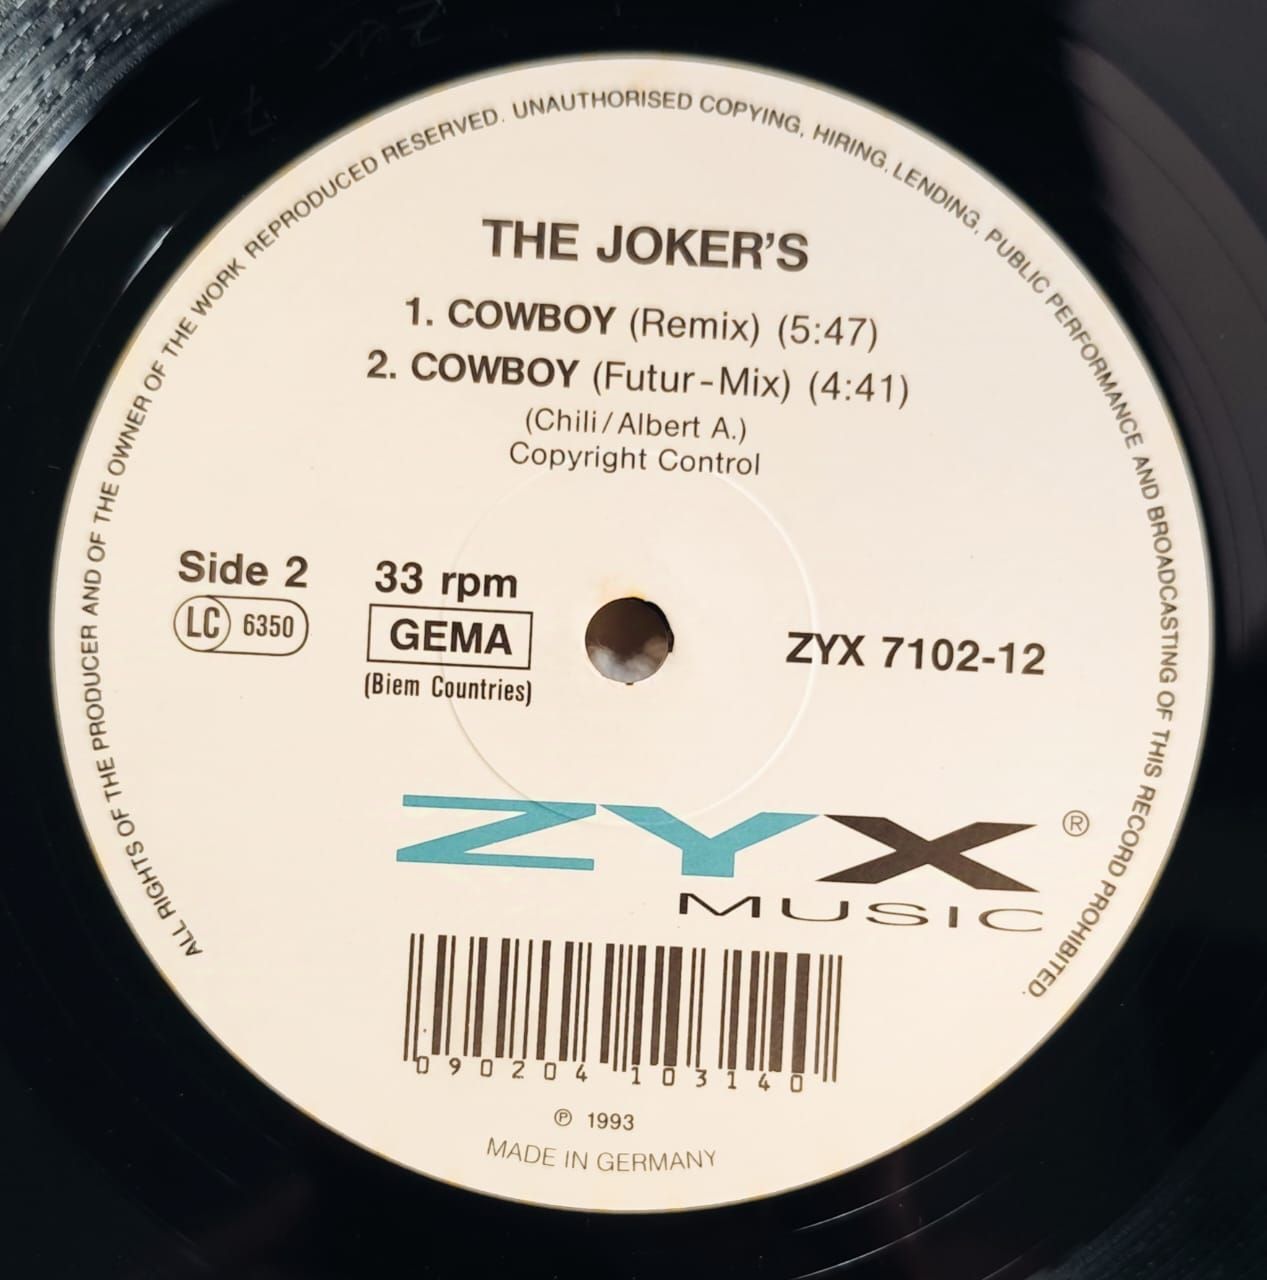 ALL RIGHTS OF THE PRODUCER AND OF THE OWNER OF THE WORK REPRODUCED RESERVED. UNAUTHORISED COPYING, HIRING, LENDING, PUBLIC PERFORMANCE AND BROADCASTING OF THIS RECORD PROHIBITED.
THE JOKER'S
1. COWBOY (Remix) (5:47)
2. COWBOY (Futur-Mix) (4:41)
(Chili/Albert A.)
Copyright Control
Side 2
LC 6350
33 rpm
GEMA
(Biem Countries)
ZYX 7102-12
ZYX ®
MUSIC
090204 103140
℗ 1993
MADE IN GERMANY